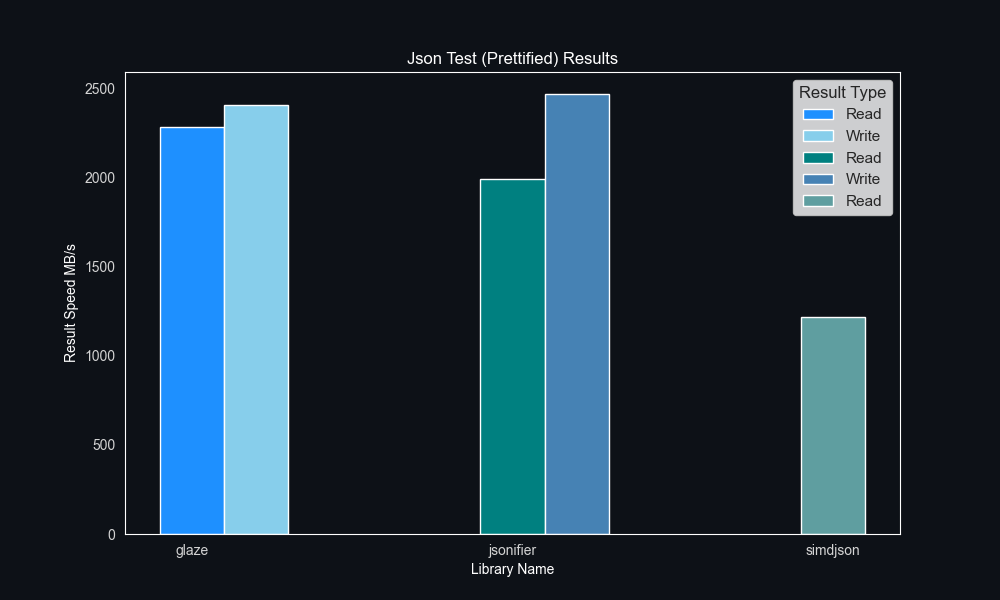 Json Test (Prettified) Results
Result Type
Read
Write
Read
Write
Read
2500
2000
1500
1000
500
0
Result Speed MB/s
glaze jsonifier simdjson
Library Name